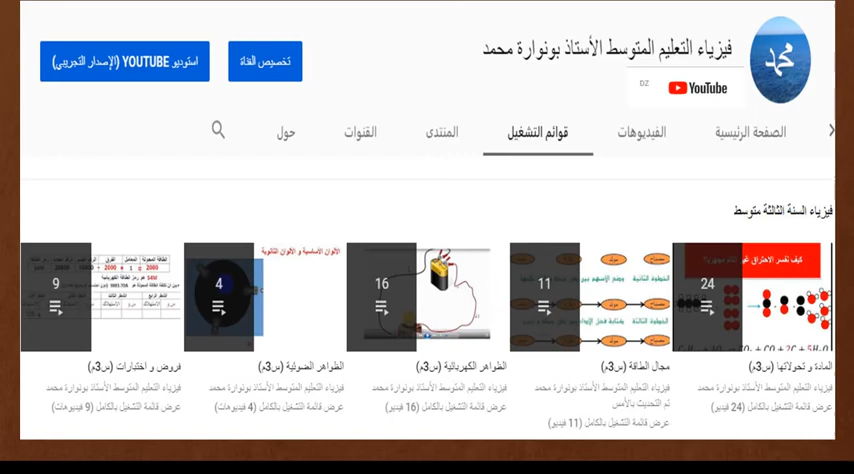 فيزياء التعليم المتوسط الأستاذ بونوارة محمد
محمد
تخصيص القناة
استوديو YOUTUBE (الإصدار التجريبي)
YouTube DZ
الصفحة الرئيسية
الفيديوهات
قوائم التشغيل
المنتدى
القنوات
حول
فيزياء السنة الثالثة متوسط
كيف تفسر الاحتراق غير
24
الخطوة الثانية
الخطوة الثالثة
11
16
الألوان الأساسية و الألوان الثانوية
4
9
المادة و تحولاتها (س3م)
فيزياء التعليم المتوسط الأستاذ بونوارة محمد
عرض قائمة التشغيل بالكامل (24 فيديو)
مجال الطاقة (س3م)
فيزياء التعليم المتوسط الأستاذ بونوارة محمد
تم التحديث بالأمس
عرض قائمة التشغيل بالكامل (11 فيديو)
الظواهر الكهربائية (س3م)
فيزياء التعليم المتوسط الأستاذ بونوارة محمد
عرض قائمة التشغيل بالكامل (16 فيديو)
الظواهر الضوئية (س3م)
فيزياء التعليم المتوسط الأستاذ بونوارة محمد
عرض قائمة التشغيل بالكامل (4 فيديوهات)
فروض و اختبارات (س3م)
فيزياء التعليم المتوسط الأستاذ بونوارة محمد
عرض قائمة التشغيل بالكامل (9 فيديوهات)